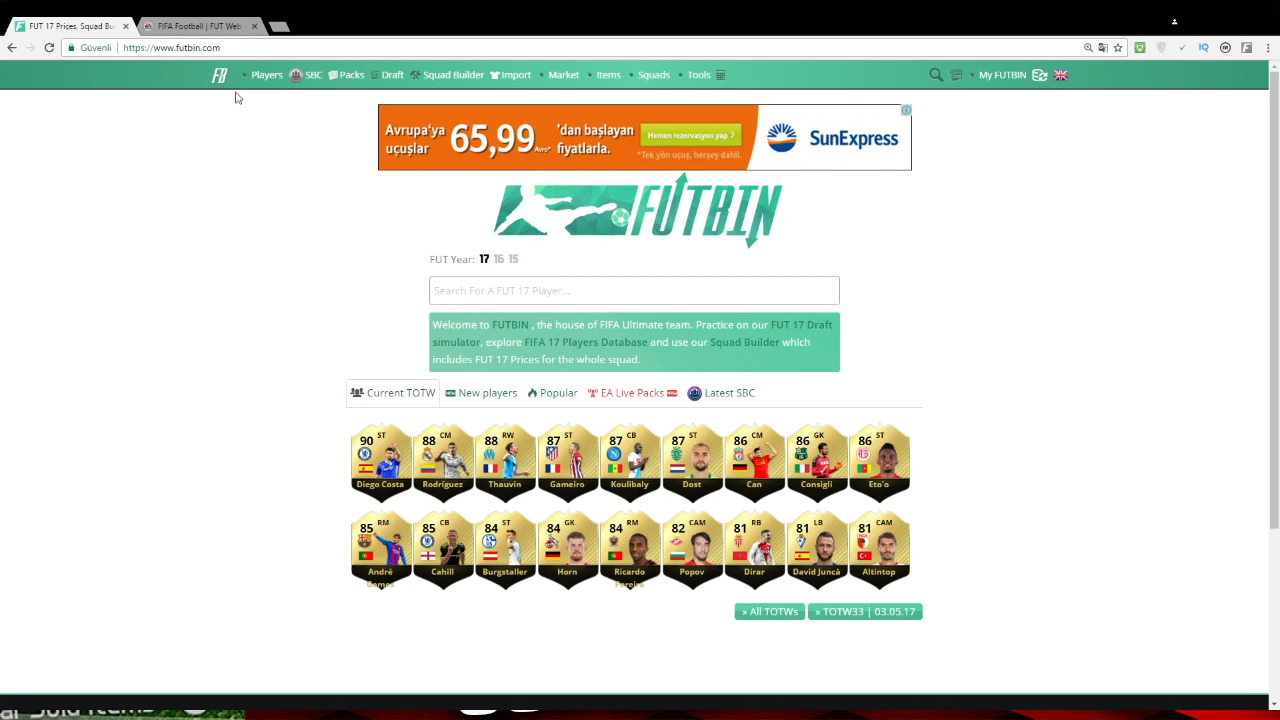 FUT 17 Prices, Squad Bu
FIFA Football | FUT Web
Güvenli
https://www.futbin.com
FB
Players
SBC
Packs
Draft
Squad Builder
Import
Market
Items
Squads
Tools
My FUTBIN
Avrupa'ya
uçuşlar
65,99
Avro*
'dan başlayan
fiyatlarla.
Hemen rezervasyon yap
*Tek yön uçuş, herşey dahil.
SunExpress
FUTBIN
FUT Year: 17 16 15
Search For A FUT 17 Player...
Welcome to FUTBIN , the house of FIFA Ultimate team. Practice on our FUT 17 Draft
simulator, explore FIFA 17 Players Database and use our Squad Builder which
includes FUT 17 Prices for the whole squad.
Current TOTW
New players
Popular
EA Live Packs
Latest SBC
90 ST
Diego Costa
88 CM
Rodríguez
88 RW
Thauvin
87 ST
Gameiro
87 CB
Koulibaly
87 ST
Dost
86 CM
Can
86 GK
Consigli
86 ST
Eto'o
85 RM
André
Gomes
85 CB
Cahill
84 ST
Burgstaller
84 GK
Horn
84 RM
Ricardo
Pereira
82 CAM
Popov
81 RB
Dirar
81 LB
David Juncà
81 CAM
Altintop
» All TOTWs
» TOTW33 | 03.05.17
ar Sold Items